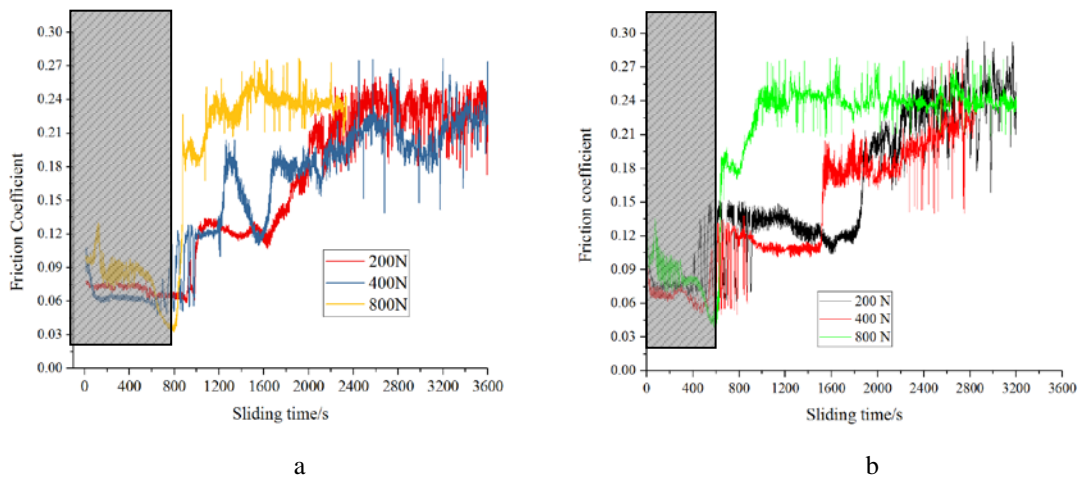 0.30
0.27
0.24
0.21
0.18
0.15
0.12
0.09
0.06
0.03
0.00
Friction Coefficient
0 400 800 1200 1600 2000 2400 2800 3200 3600
Sliding time/s
200N
400N
800N
a
0.30
0.27
0.24
0.21
0.18
0.15
0.12
0.09
0.06
0.03
0.00
Friction coefficient
0 400 800 1200 1600 2000 2400 2800 3200 3600
Sliding time/s
200 N
400 N
800 N
b